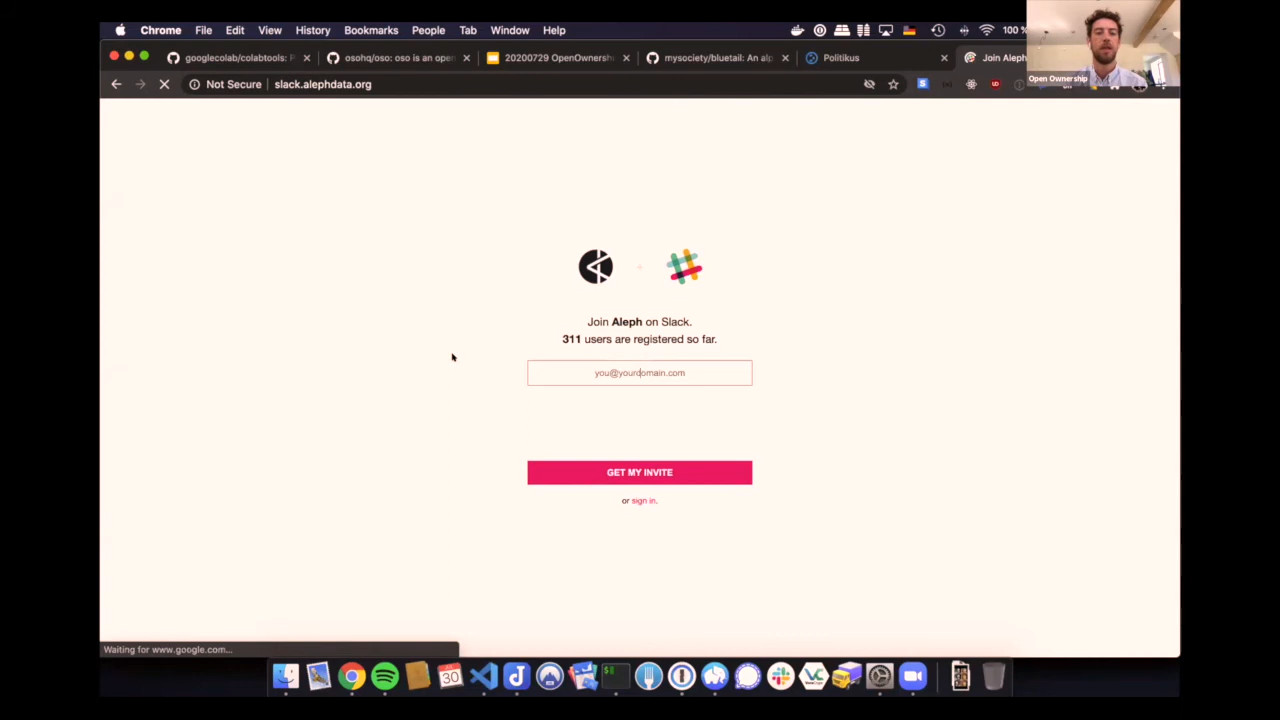 Chrome File Edit View History Bookmarks People Tab Window Help 100 %
googlecolab/colabtools: P
osohq/oso: oso is an open
20200729 OpenOwnersh
mysociety/bluetail: An alp
Politikus
Join Aleph
Not Secure slack.alephdata.org
Open Ownership
Join Aleph on Slack.
311 users are registered so far.
you@yourdomain.com
GET MY INVITE
or sign in.
Waiting for www.google.com...
30